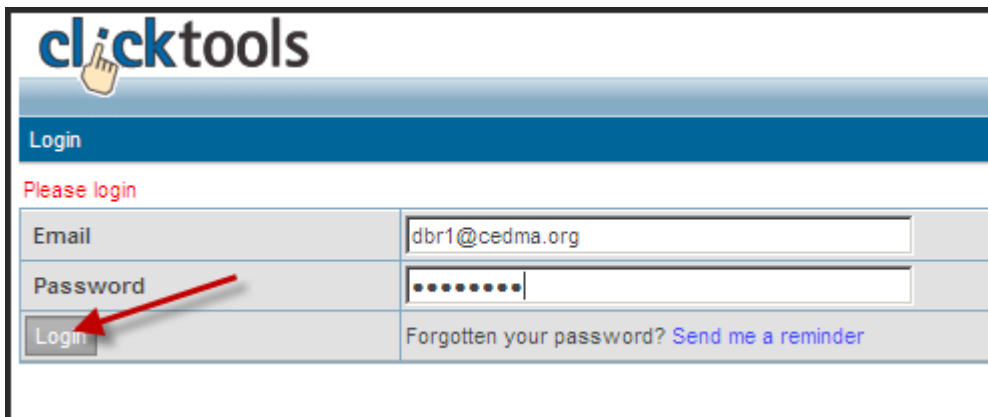 clicktools
Login
Please login
Email dbr1@cedma.org
Password ●●●●●●●●
Login Forgotten your password? Send me a reminder